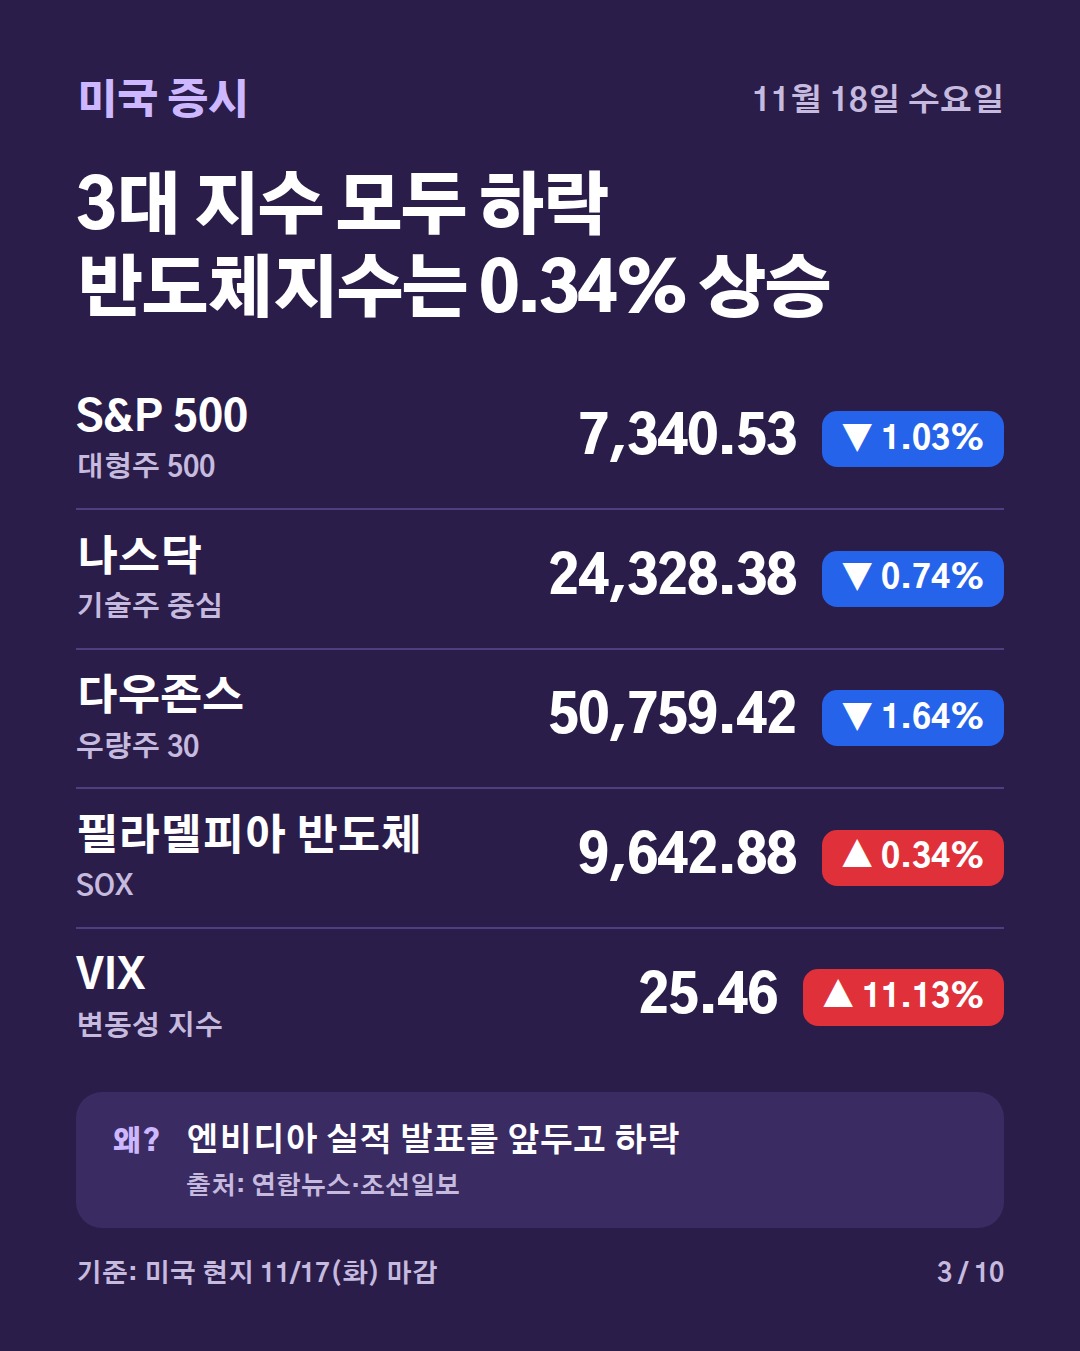 미국 증시
11월 18일 수요일
3대 지수 모두 하락
반도체지수는 0.34% 상승
S&P 500
대형주 500
7,340.53
▼ 1.03%
나스닥
기술주 중심
24,328.38
▼ 0.74%
다우존스
우량주 30
50,759.42
▼ 1.64%
필라델피아 반도체
SOX
9,642.88
▲ 0.34%
VIX
변동성 지수
25.46
▲ 11.13%
왜? 엔비디아 실적 발표를 앞두고 하락
출처: 연합뉴스·조선일보
기준: 미국 현지 11/17(화) 마감
3 / 10